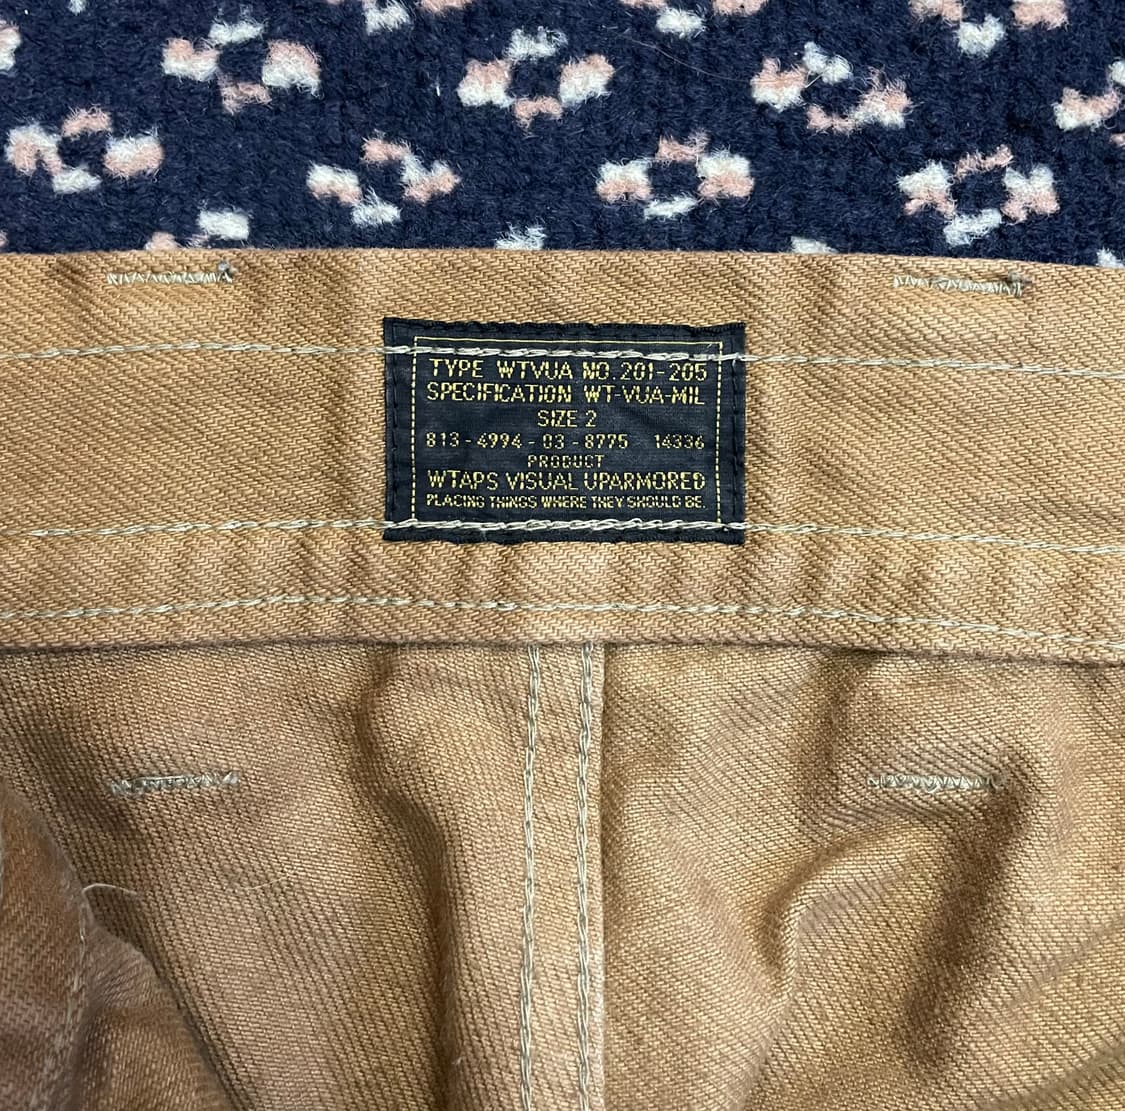 TYPE WTVUA NO. 201-205
SPECIFICATION WT-VUA-MIL
SIZE 2
813-4994-03-8775 14336
PRODUCT
WTAPS VISUAL UPARMORED
PLACING THINGS WHERE THEY SHOULD BE.